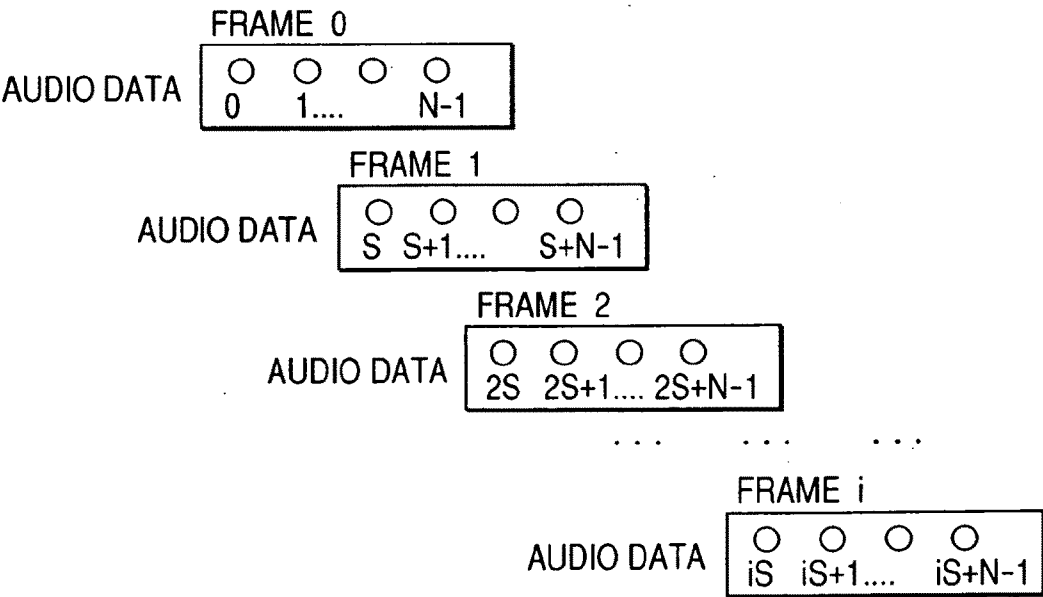 FRAME 0
AUDIO DATA
0 1.... N-1
FRAME 1
AUDIO DATA
S S+1.... S+N-1
FRAME 2
AUDIO DATA
2S 2S+1.... 2S+N-1
... ... ...
FRAME i
AUDIO DATA
iS iS+1.... iS+N-1